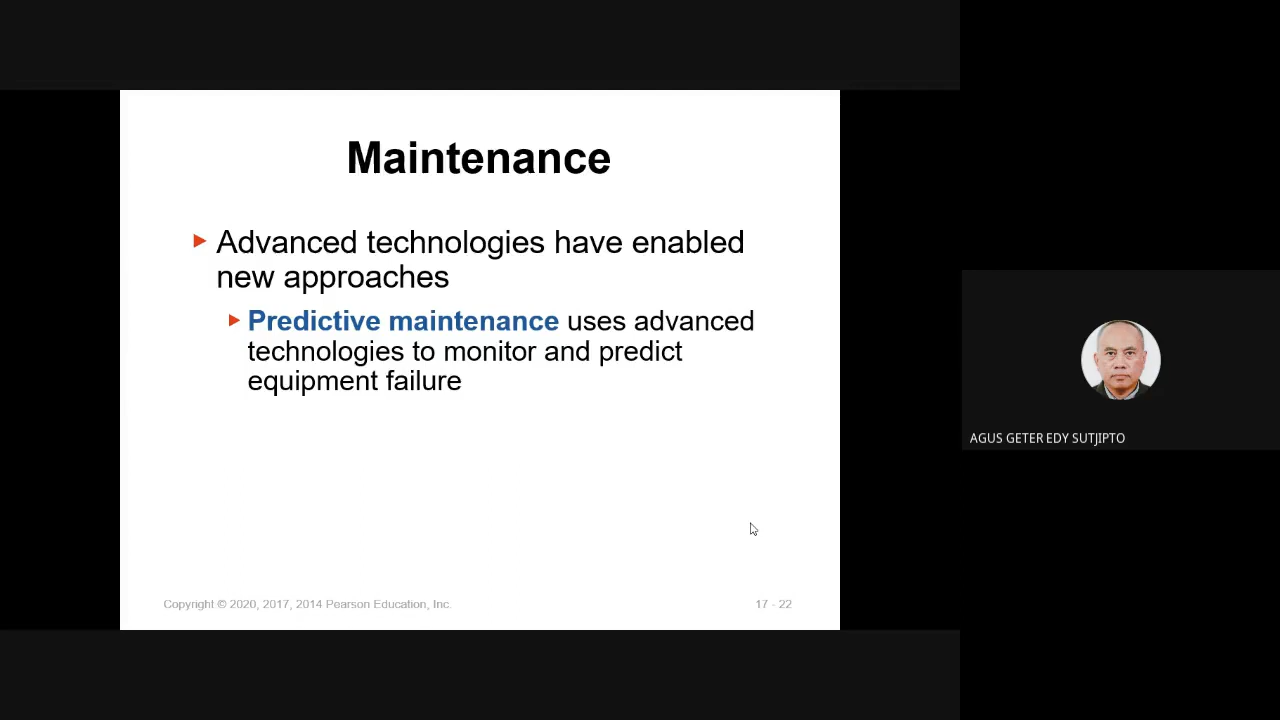 Maintenance
Advanced technologies have enabled
new approaches
Predictive maintenance uses advanced
technologies to monitor and predict
equipment failure
Copyright © 2020, 2017, 2014 Pearson Education, Inc.
17 - 22
AGUS GETER EDY SUTJIPTO